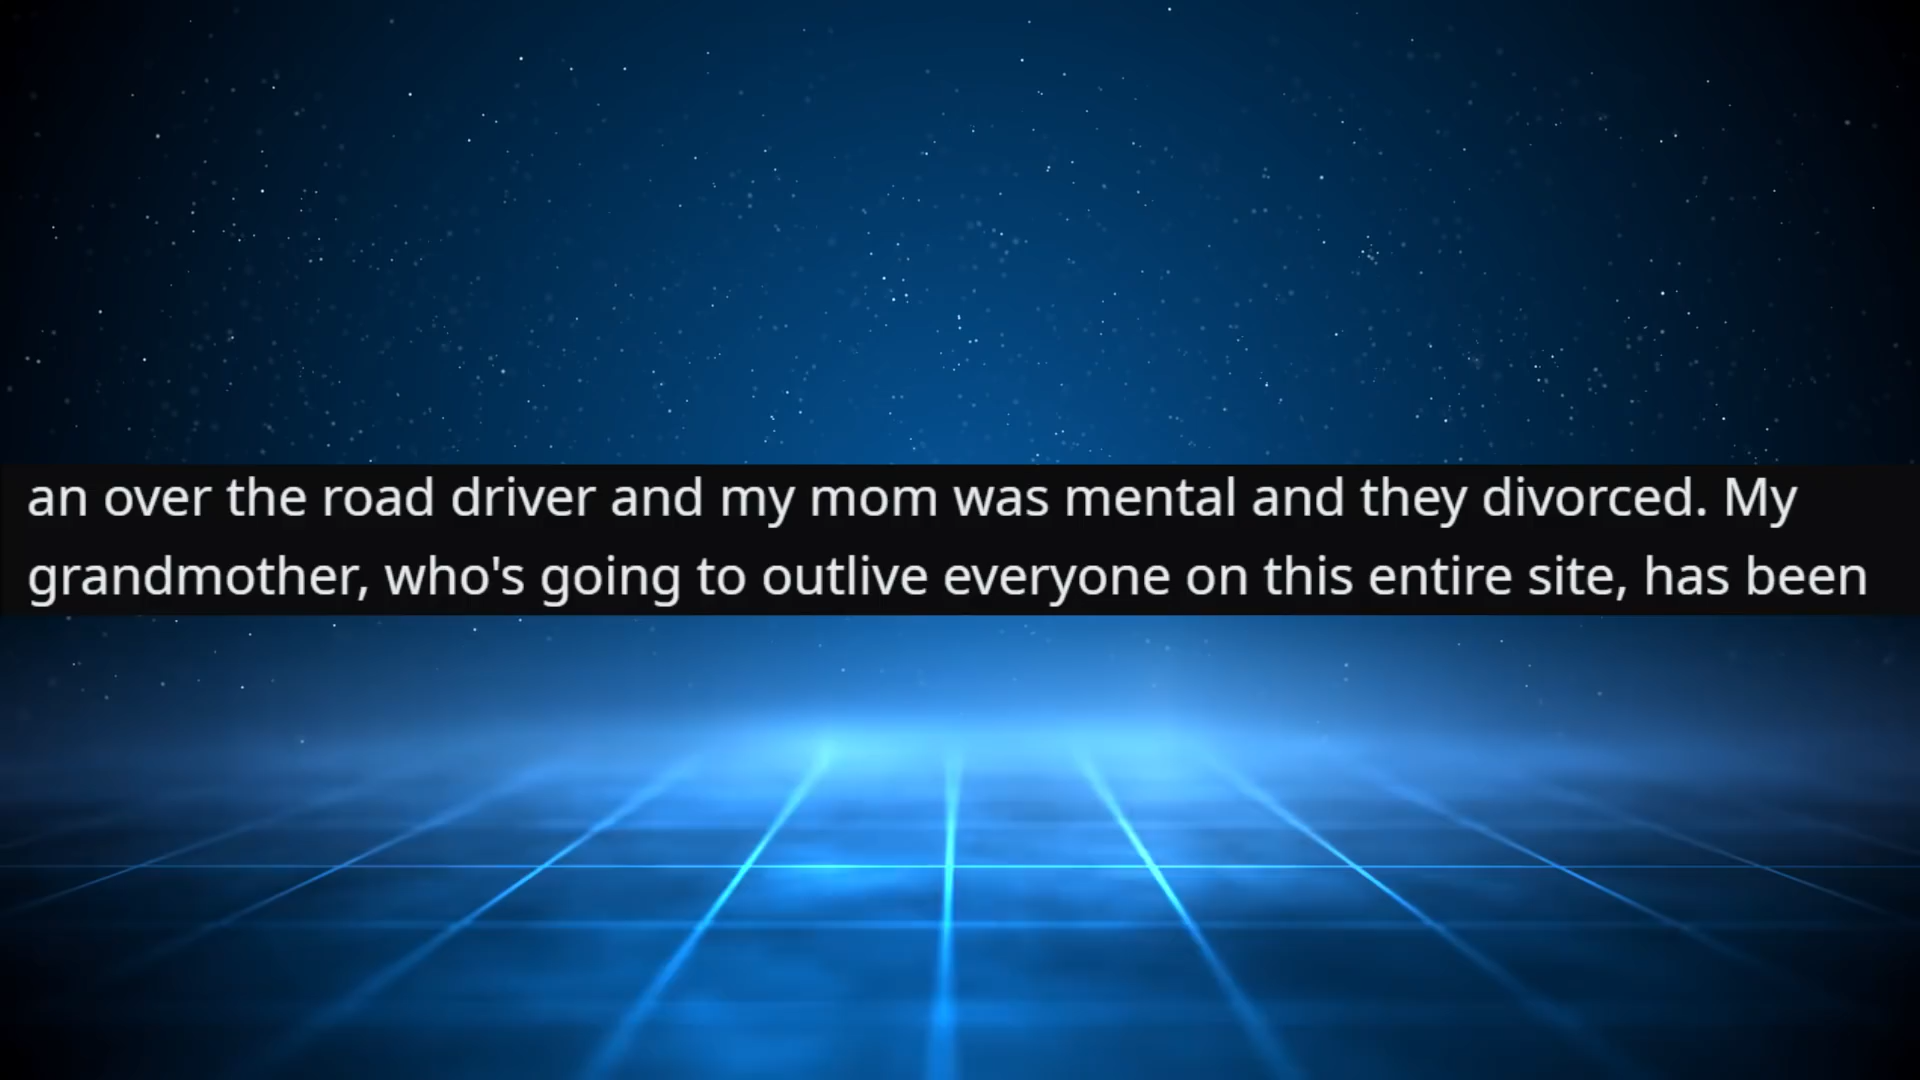 an over the road driver and my mom was mental and they divorced. My
grandmother, who's going to outlive everyone on this entire site, has been